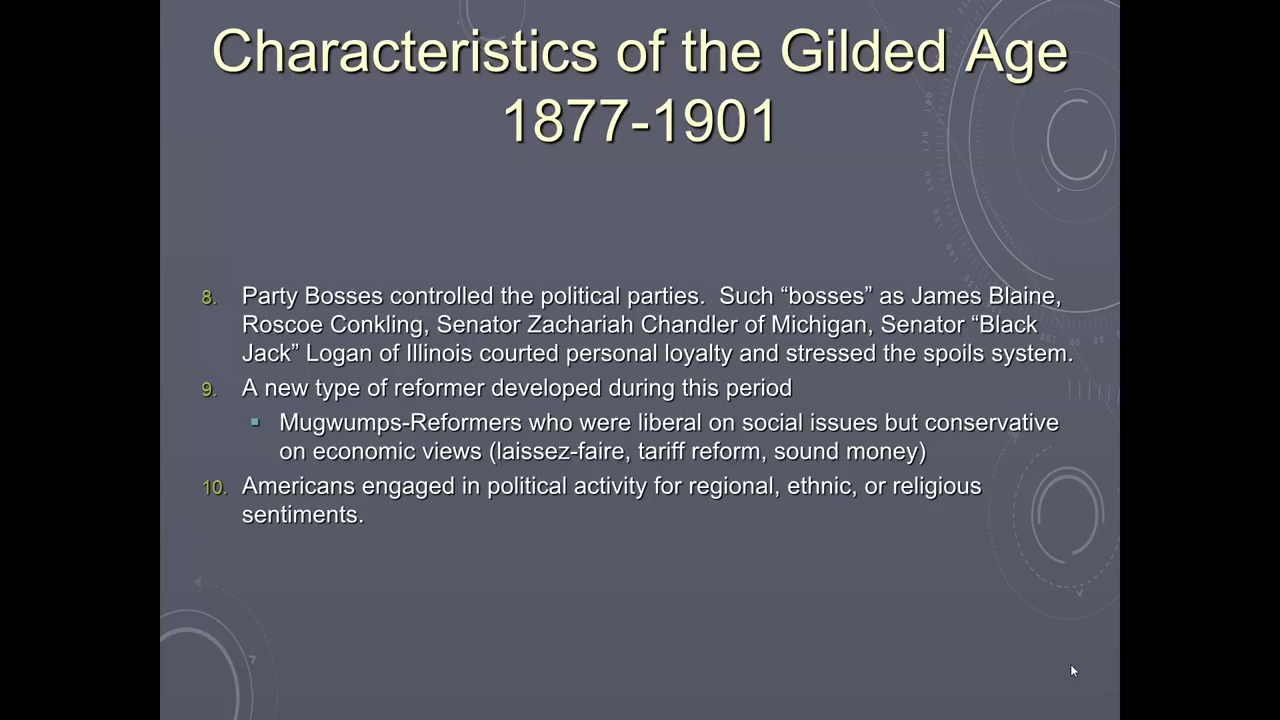 Characteristics of the Gilded Age
1877-1901
8. Party Bosses controlled the political parties.  Such “bosses” as James Blaine,
Roscoe Conkling, Senator Zachariah Chandler of Michigan, Senator “Black
Jack” Logan of Illinois courted personal loyalty and stressed the spoils system.
9. A new type of reformer developed during this period
▪ Mugwumps-Reformers who were liberal on social issues but conservative
on economic views (laissez-faire, tariff reform, sound money)
10. Americans engaged in political activity for regional, ethnic, or religious
sentiments.